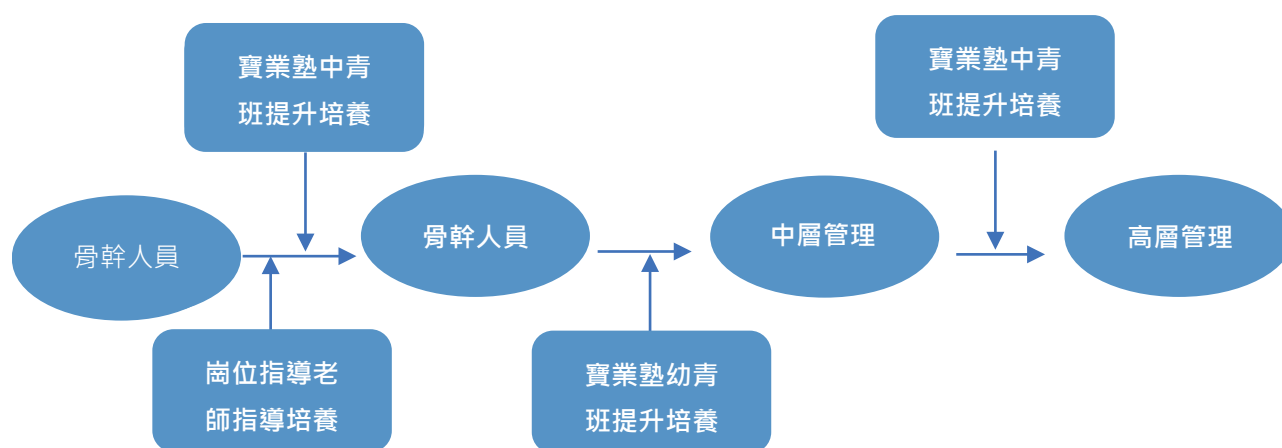 寶業塾中青
班提升培養
寶業塾中青
班提升培養
骨幹人員
骨幹人員
中層管理
高層管理
崗位指導老
師指導培養
寶業塾幼青
班提升培養